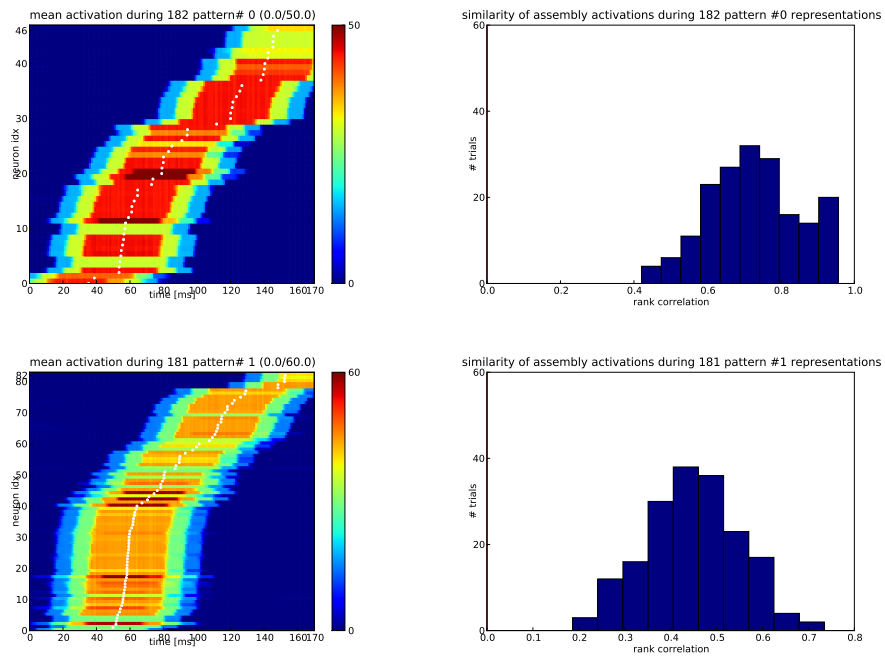 mean activation during 182 pattern# 0 (0.0/50.0)
similarity of assembly activations during 182 pattern #0 representations
46
40
30
20
10
0
neuron idx
0 20 40 60 80 100 120 140 160170
time [ms]
50
0
60
40
20
0
# trials
0.0 0.2 0.4 0.6 0.8 1.0
rank correlation
mean activation during 181 pattern# 1 (0.0/60.0)
similarity of assembly activations during 181 pattern #1 representations
82
80
70
60
50
40
30
20
10
0
neuron idx
0 20 40 60 80 100 120 140 160170
time [ms]
60
0
60
40
20
0
# trials
0.0 0.1 0.2 0.3 0.4 0.5 0.6 0.7 0.8
rank correlation